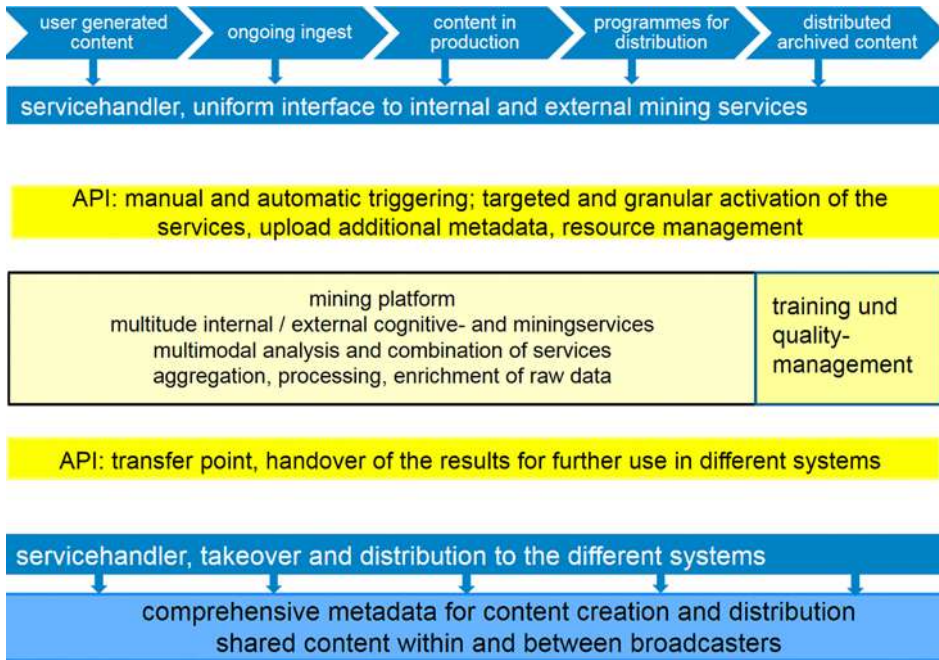 user generated
content
ongoing ingest
content in
production
programmes for
distribution
distributed
archived content
servicehandler, uniform interface to internal and external mining services
API: manual and automatic triggering; targeted and granular activation of the
services, upload additional metadata, resource management
mining platform
multitude internal / external cognitive- and miningservices
multimodal analysis and combination of services
aggregation, processing, enrichment of raw data
training und
quality-
management
API: transfer point, handover of the results for further use in different systems
servicehandler, takeover and distribution to the different systems
comprehensive metadata for content creation and distribution
shared content within and between broadcasters